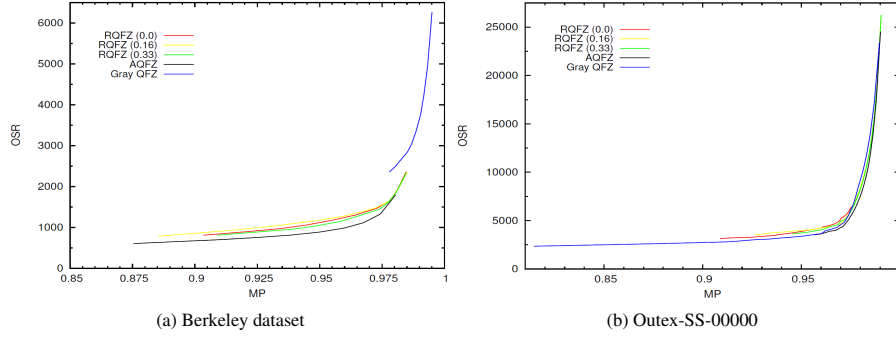 6000
5000
4000
3000
2000
1000
0
OSR
RQFZ (0.0)
RQFZ (0.16)
RQFZ (0.33)
AQFZ
Gray QFZ
0.85
0.875
0.9
0.925
0.95
0.975
1
MP
(a) Berkeley dataset
25000
20000
15000
10000
5000
0
OSR
RQFZ (0.0)
RQFZ (0.16)
RQFZ (0.33)
AQFZ
Gray QFZ
0.85
0.9
0.95
MP
(b) Outex-SS-00000